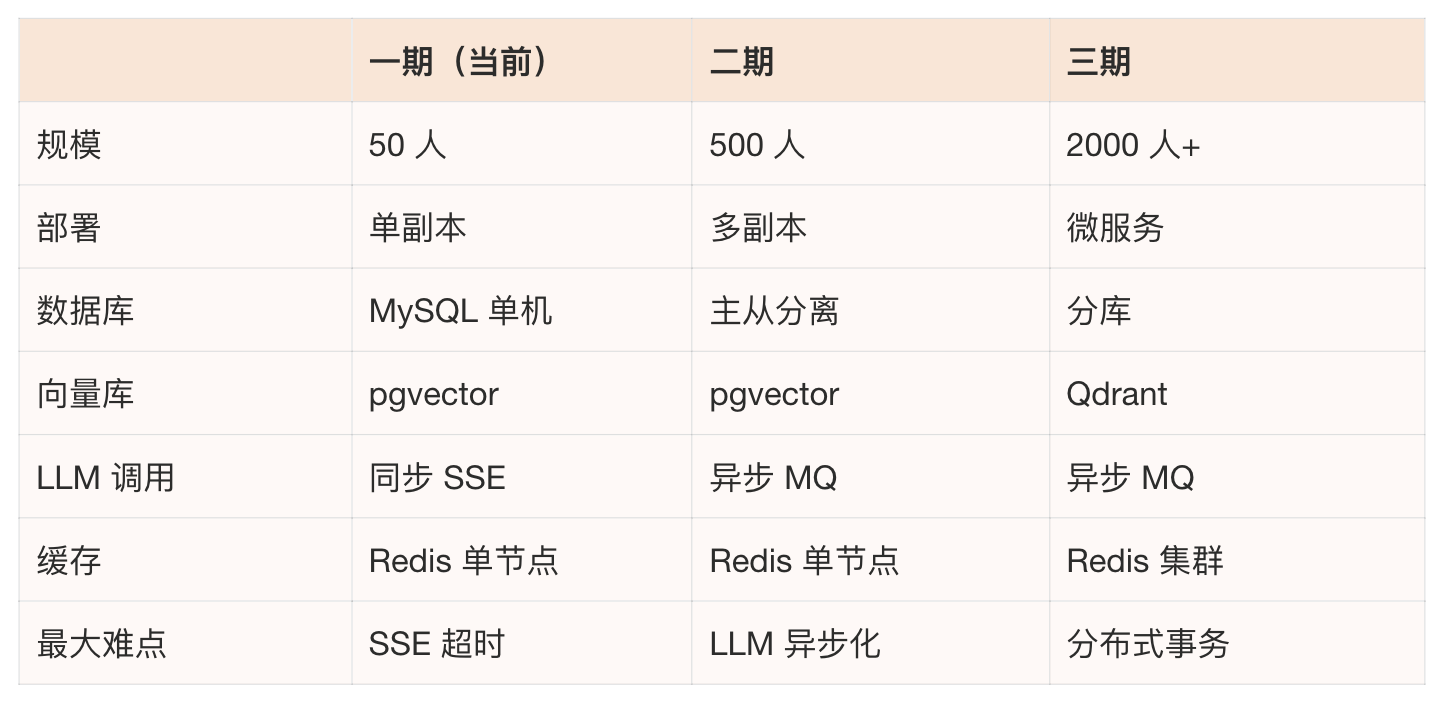 一期（当前） 二期 三期
规模 50 人 500 人 2000 人+
部署 单副本 多副本 微服务
数据库 MySQL 单机 主从分离 分库
向量库 pgvector pgvector Qdrant
LLM 调用 同步 SSE 异步 MQ 异步 MQ
缓存 Redis 单节点 Redis 单节点 Redis 集群
最大难点 SSE 超时 LLM 异步化 分布式事务